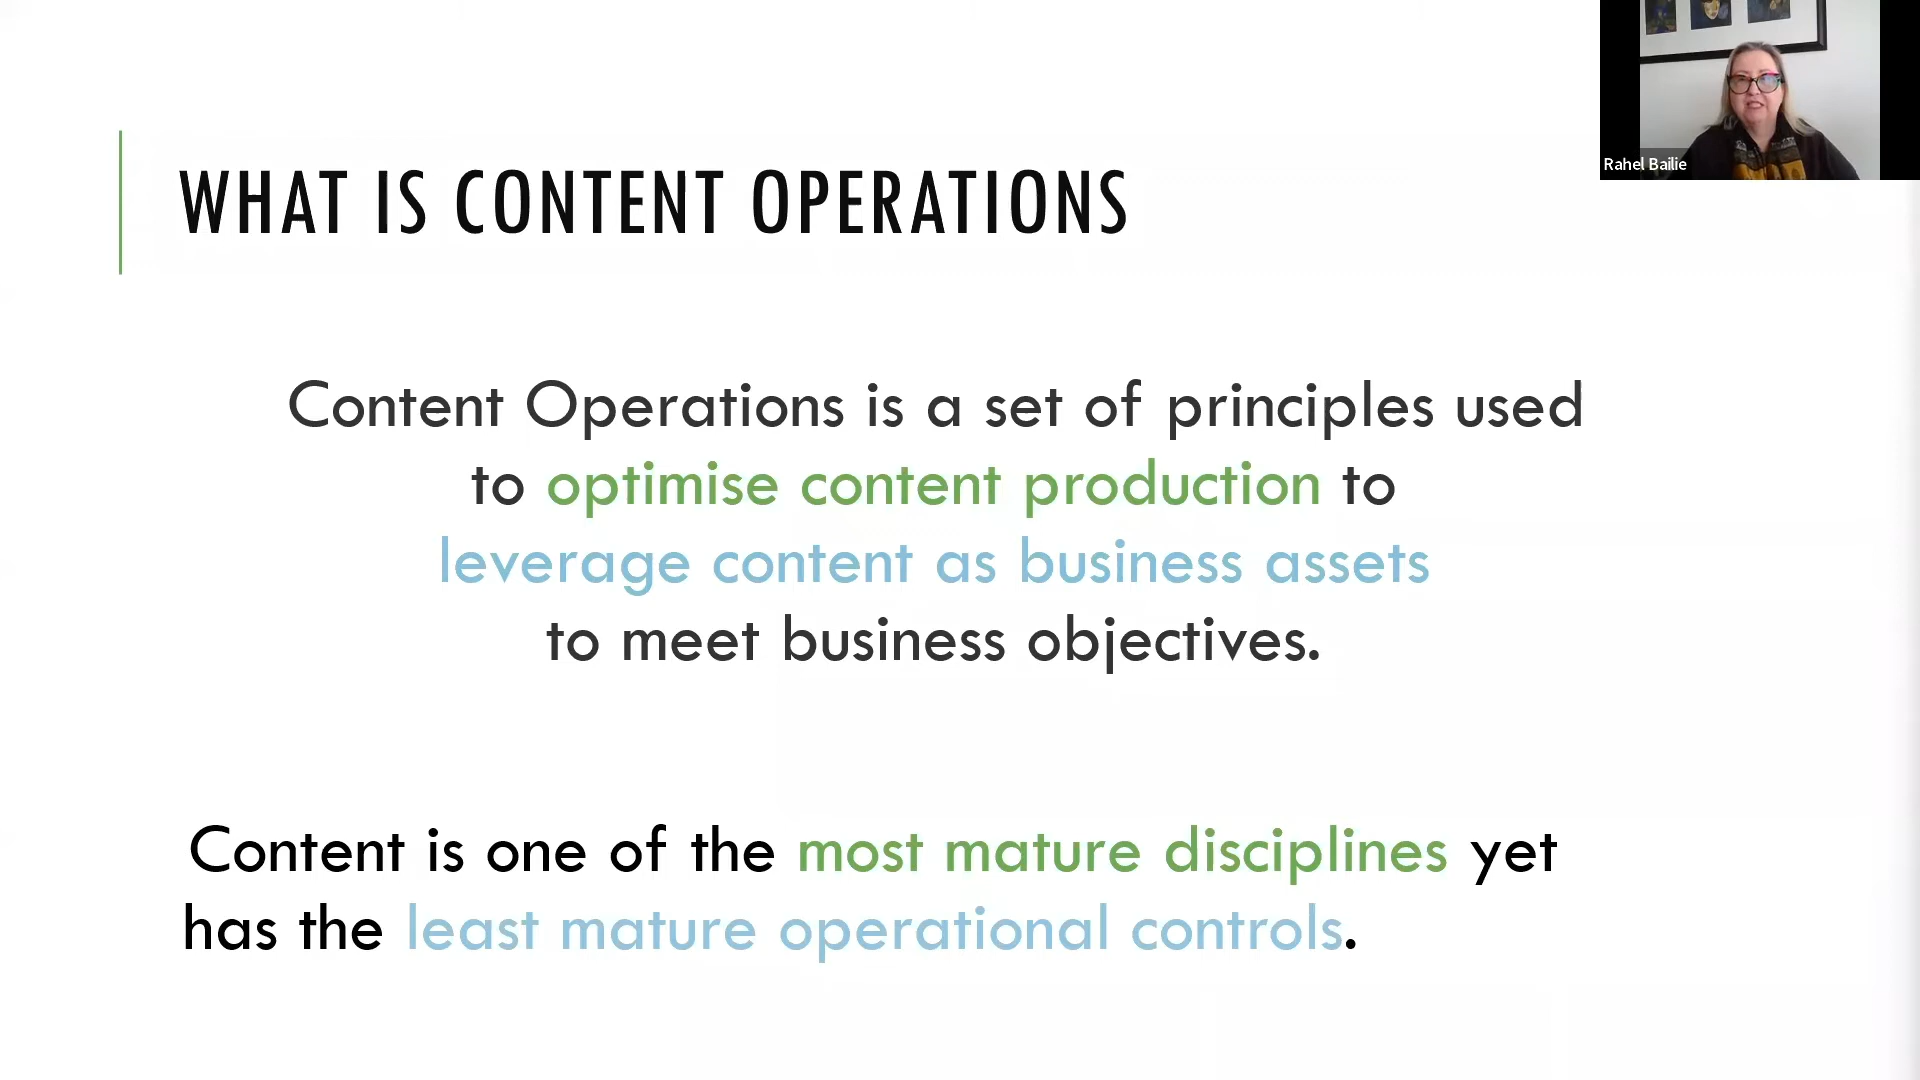 WHAT IS CONTENT OPERATIONS
Rahel Bailie
Content Operations is a set of principles used
to optimise content production to
leverage content as business assets
to meet business objectives.
Content is one of the most mature disciplines yet
has the least mature operational controls.